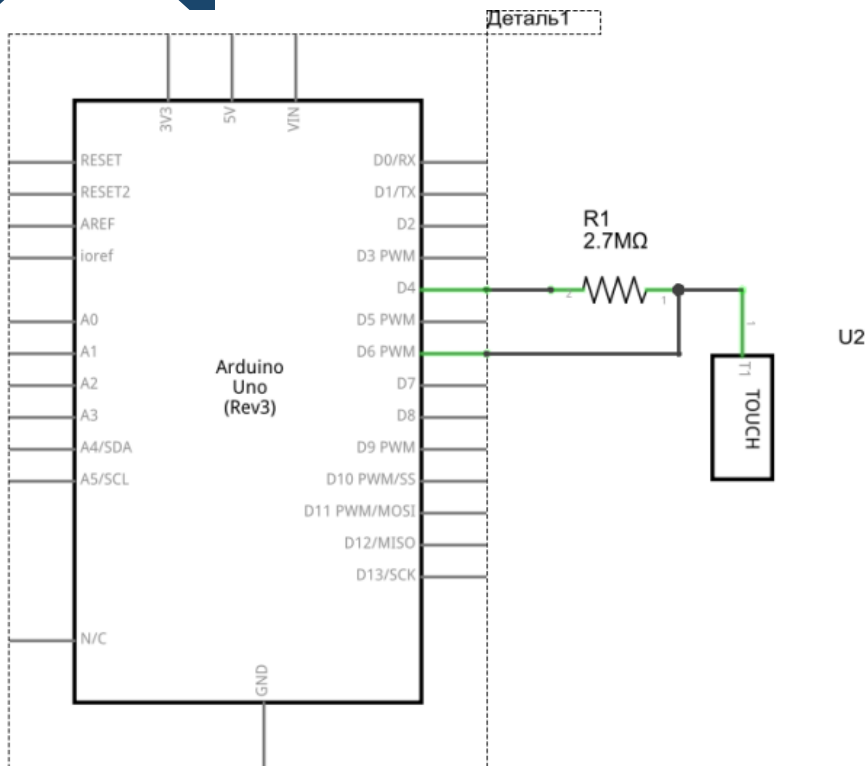 Деталь1
3V3
5V
VIN
RESET
RESET2
AREF
ioref
A0
A1
A2
A3
A4/SDA
A5/SCL
N/C
Arduino
Uno
(Rev3)
D0/RX
D1/TX
D2
D3 PWM
D4
D5 PWM
D6 PWM
D7
D8
D9 PWM
D10 PWM/SS
D11 PWM/MOSI
D12/MISO
D13/SCK
GND
R1
2.7MΩ
2
1
1
T1
TOUCH
U2